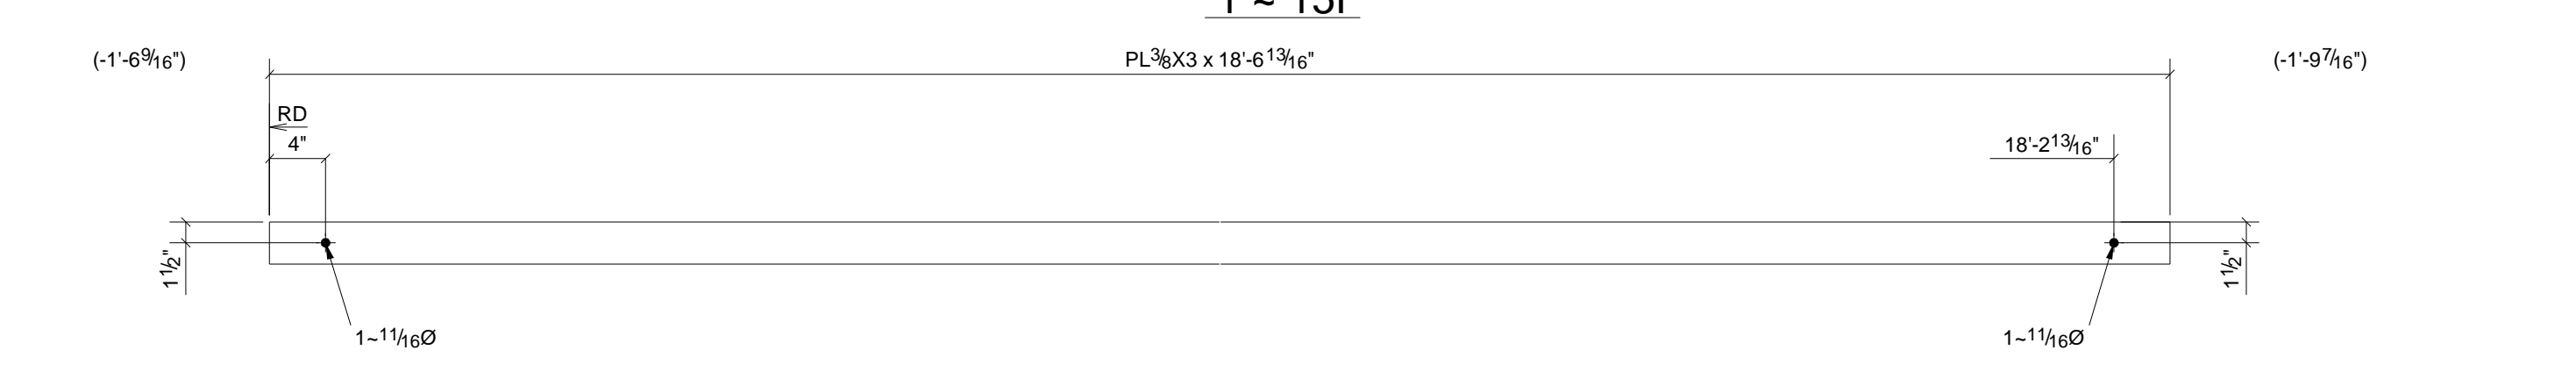 (-1'-6 9/16")
PL3/8X3 x 18'-6 13/16"
(-1'-9 7/16")
RD
4"
18'-2 13/16"
1 1/2"
1 1/2"
1~11/16Ø
1~11/16Ø